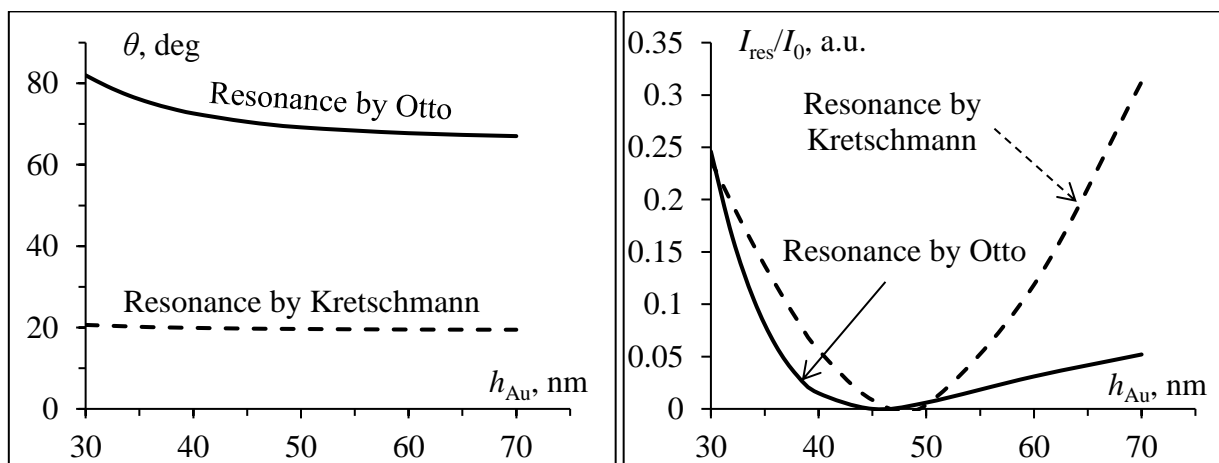 θ, deg
80
60
40
20
0
Resonance by Otto
Resonance by Kretschmann
h_Au, nm
30 40 50 60 70
I_res/I_0, a.u.
0.35
0.3
0.25
0.2
0.15
0.1
0.05
0
Resonance by
Kretschmann
Resonance by Otto
h_Au, nm
30 40 50 60 70